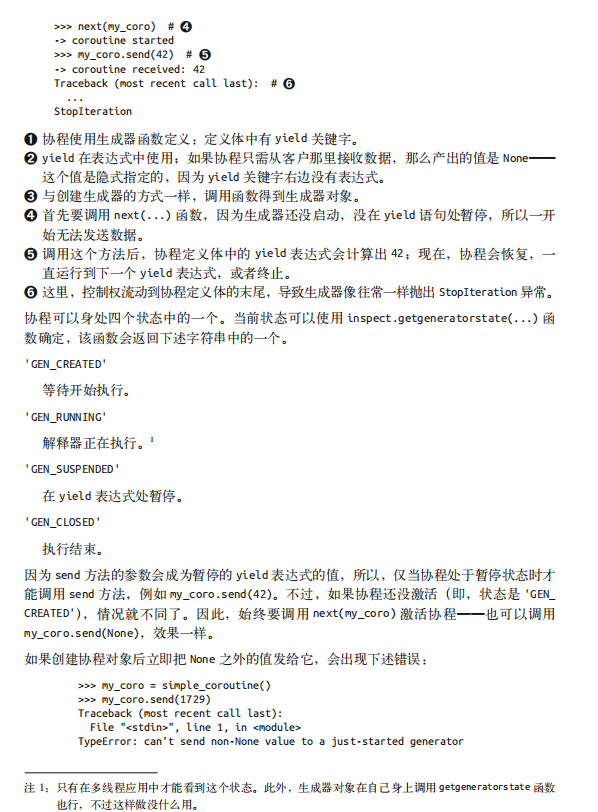 >>> next(my_coro)  # ❹
-> coroutine started
>>> my_coro.send(42)  # ❺
-> coroutine received: 42
Traceback (most recent call last):  # ❻
...
StopIteration
❶ 协程使用生成器函数定义：定义体中有 yield 关键字。
❷ yield 在表达式中使用；如果协程只需从客户那里接收数据，那么产出的值是 None——
这个值是隐式指定的，因为 yield 关键字右边没有表达式。
❸ 与创建生成器的方式一样，调用函数得到生成器对象。
❹ 首先要调用 next(...) 函数，因为生成器还没启动，没在 yield 语句处暂停，所以一开
始无法发送数据。
❺ 调用这个方法后，协程定义体中的 yield 表达式会计算出 42；现在，协程会恢复，一
直运行到下一个 yield 表达式，或者终止。
❻ 这里，控制权流动到协程定义体的末尾，导致生成器像往常一样抛出 StopIteration 异常。
协程可以身处四个状态中的一个。当前状态可以使用 inspect.getgeneratorstate(...) 函
数确定，该函数会返回下述字符串中的一个。
'GEN_CREATED'
等待开始执行。
'GEN_RUNNING'
解释器正在执行。1
'GEN_SUSPENDED'
在 yield 表达式处暂停。
'GEN_CLOSED'
执行结束。
因为 send 方法的参数会成为暂停的 yield 表达式的值，所以，仅当协程处于暂停状态时才
能调用 send 方法，例如 my_coro.send(42)。不过，如果协程还没激活（即，状态是 'GEN_
CREATED'），情况就不同了。因此，始终要调用 next(my_coro) 激活协程——也可以调用
my_coro.send(None)，效果一样。
如果创建协程对象后立即把 None 之外的值发给它，会出现下述错误：
>>> my_coro = simple_coroutine()
>>> my_coro.send(1729)
Traceback (most recent call last):
File "<stdin>", line 1, in <module>
TypeError: can't send non-None value to a just-started generator
注 1：只有在多线程应用中才能看到这个状态。此外，生成器对象在自己身上调用 getgeneratorstate 函数
也行，不过这样做没什么用。